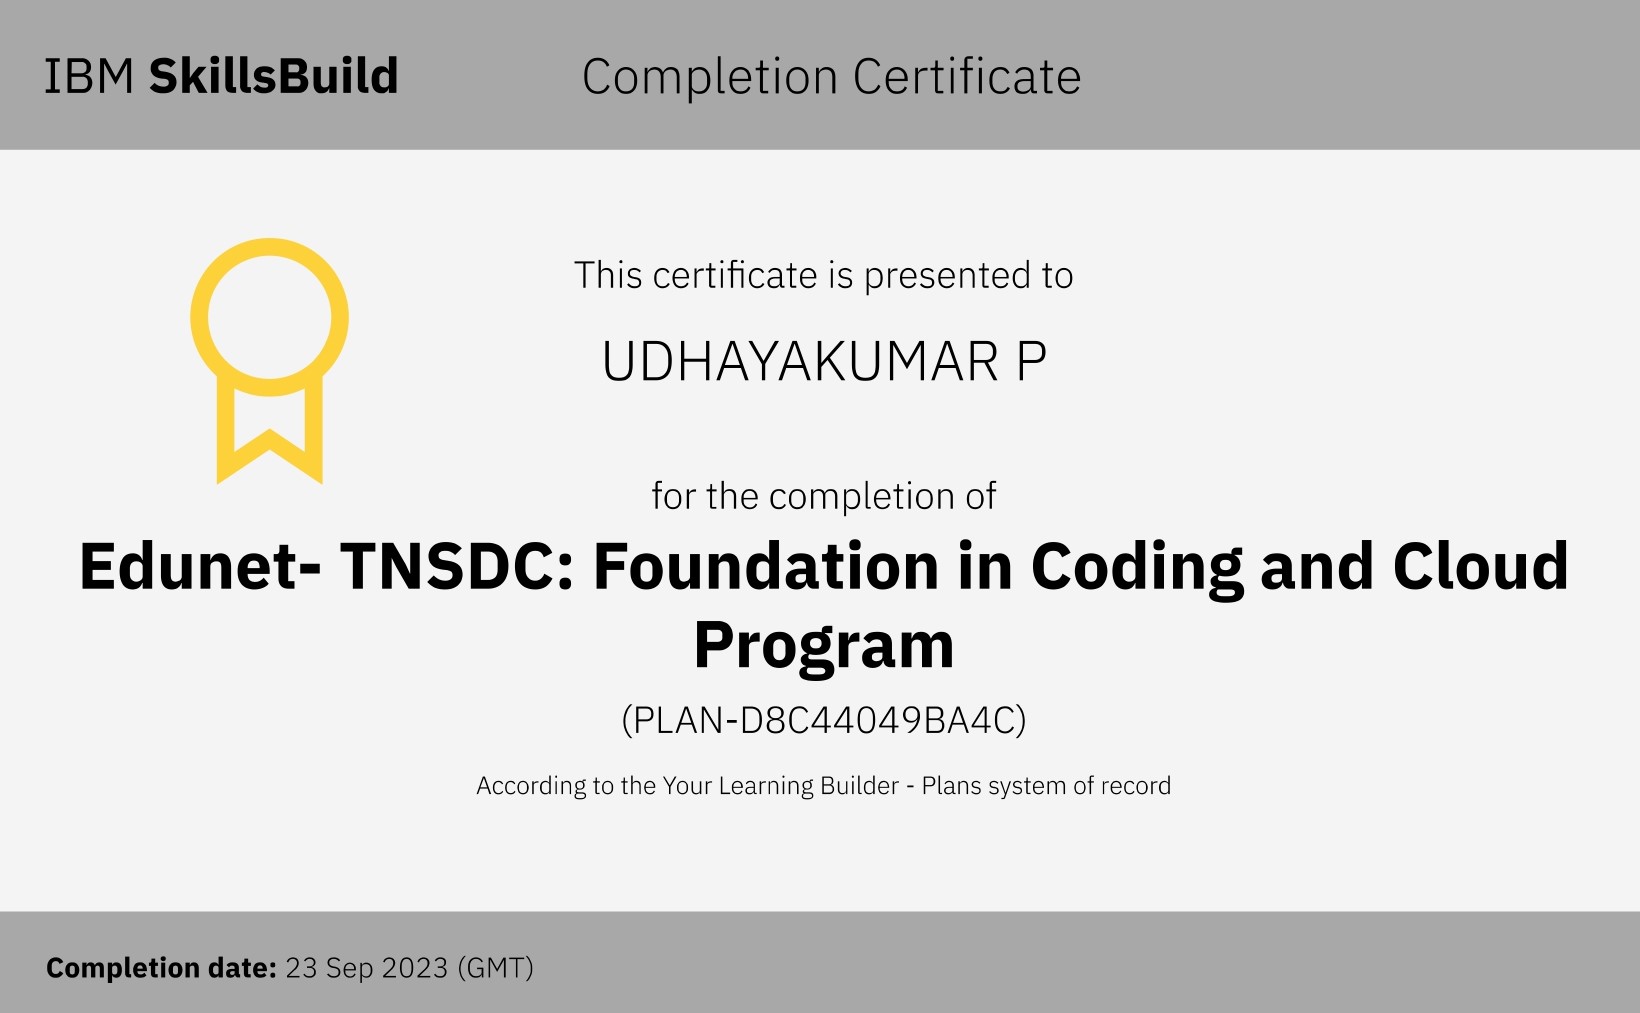 IBM SkillsBuild
Completion Certificate
This certificate is presented to
UDHAYAKUMAR P
for the completion of
Edunet- TNSDC: Foundation in Coding and Cloud
Program
(PLAN-D8C44049BA4C)
According to the Your Learning Builder - Plans system of record
Completion date: 23 Sep 2023 (GMT)